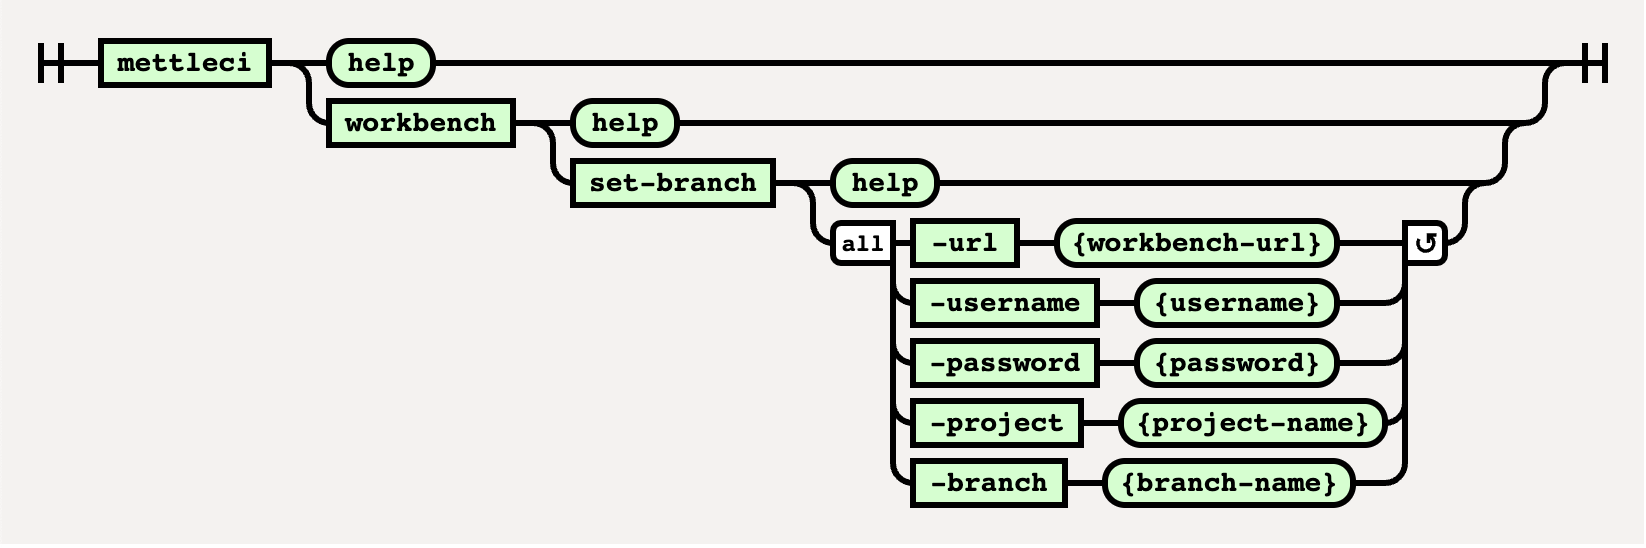 mettleci help
workbench help
set-branch help
all -url {workbench-url} ↺
-username {username}
-password {password}
-project {project-name}
-branch {branch-name}